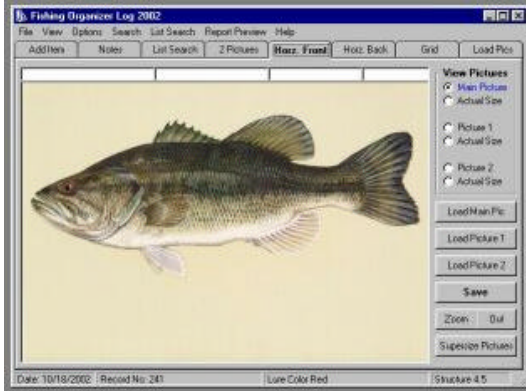 Fishing Organizer Log 2002
File View Options Search List Search Report Preview Help
Add Item Notes List Search 2 Pictures Horz. Front Horz. Back Grid Load Pics
View Pictures
Main Picture
Actual Size
Picture 1
Actual Size
Picture 2
Actual Size
Load Main Pic
Load Picture 1
Load Picture 2
Save
Zoom Out
Supersize Pictures
Date: 10/18/2002 Record No: 241 Lure Color Red Structure 4.5